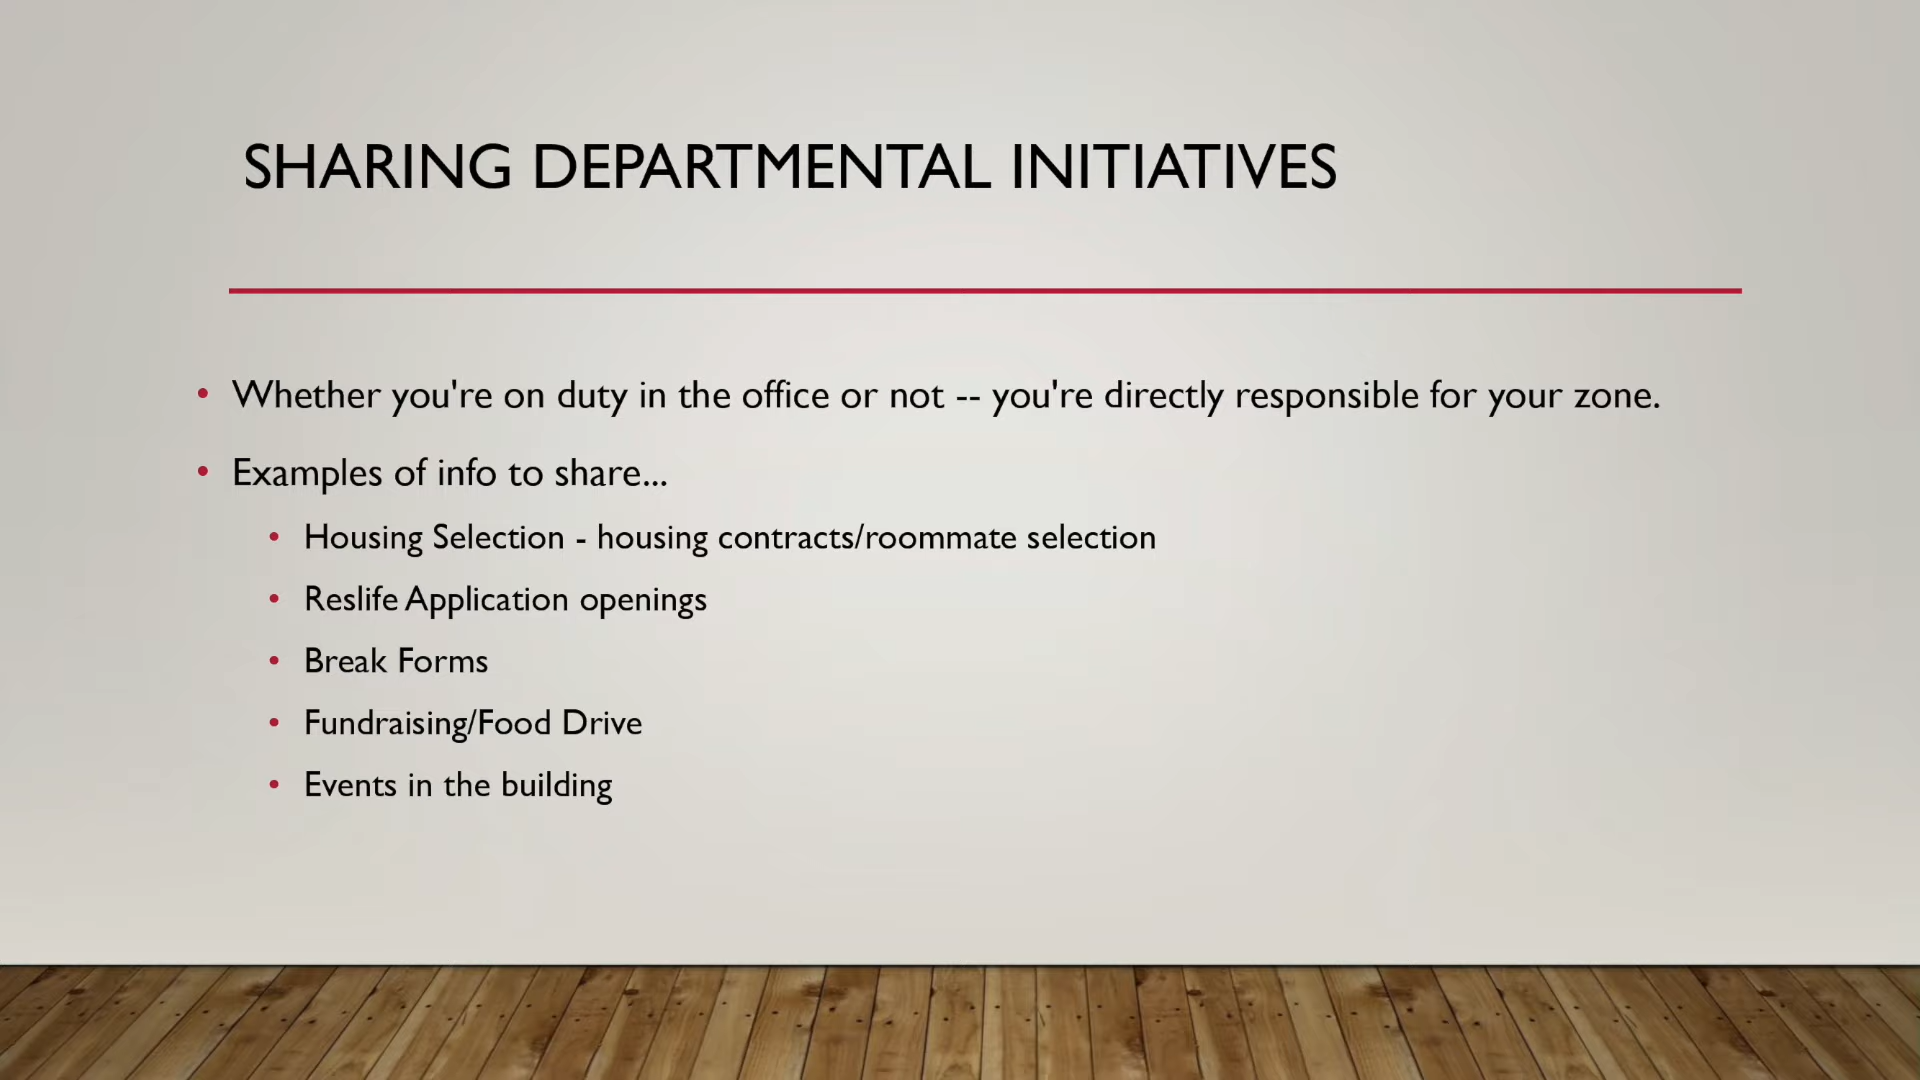 SHARING DEPARTMENTAL INITIATIVES
• Whether you're on duty in the office or not -- you're directly responsible for your zone.
• Examples of info to share...
• Housing Selection - housing contracts/roommate selection
• Reslife Application openings
• Break Forms
• Fundraising/Food Drive
• Events in the building